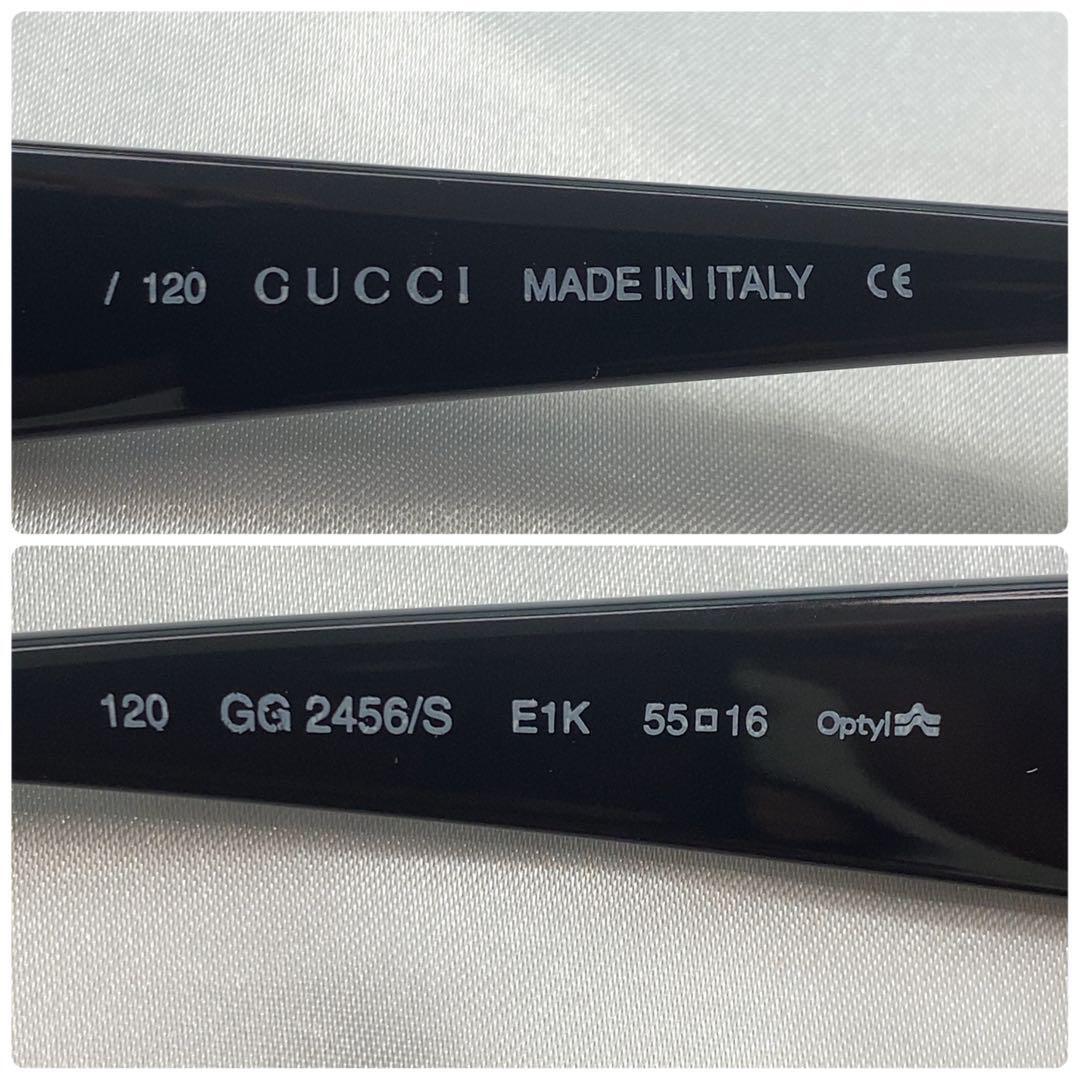 / 120 GUCCI MADE IN ITALY CE
120 GG 2456/S E1K 55□16 Optyl